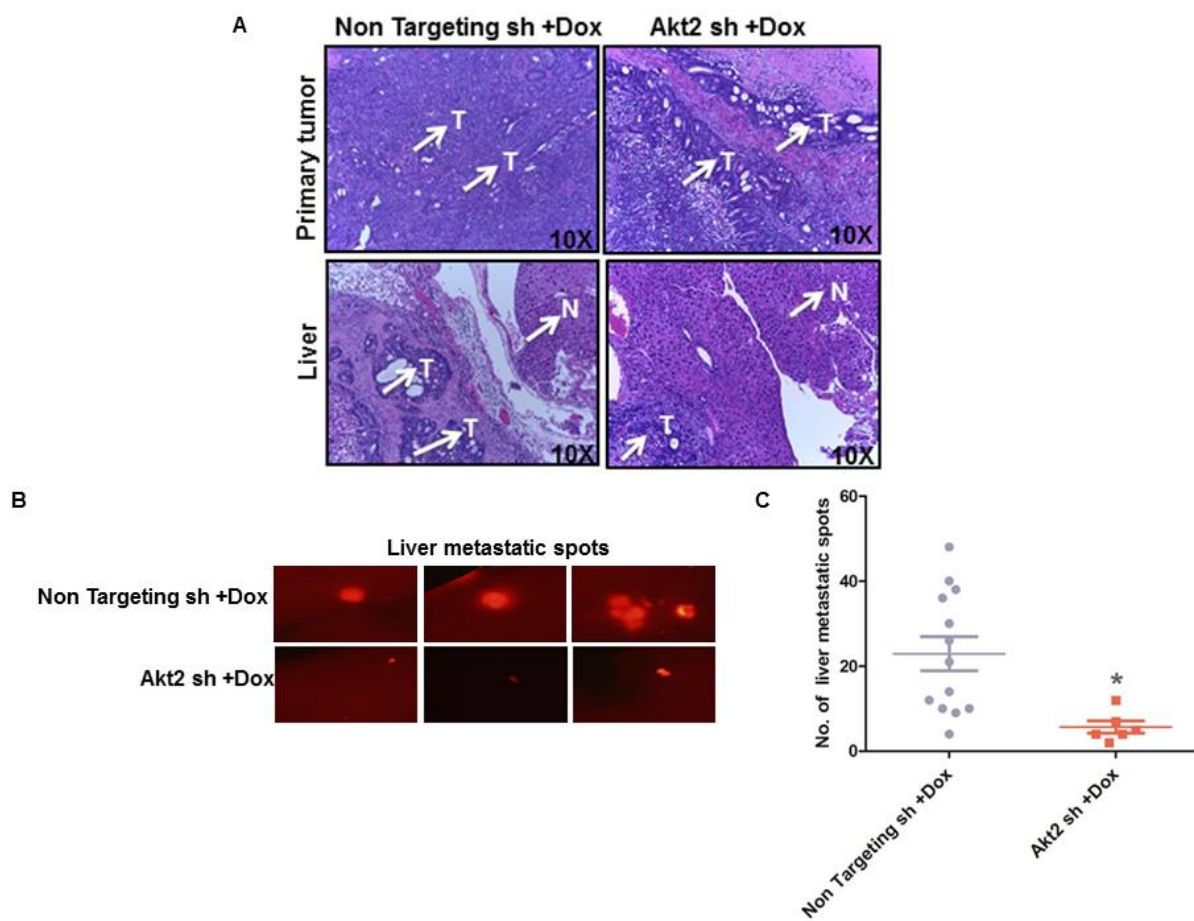 A
Non Targeting sh +Dox
Akt2 sh +Dox
Primary tumor
T
T
10X
T
T
10X
Liver
N
T
T
10X
N
T
10X
B
Liver metastatic spots
Non Targeting sh +Dox
Akt2 sh +Dox
C
No. of liver metastatic spots
60
40
20
0
*
Non Targeting sh +Dox
Akt2 sh +Dox